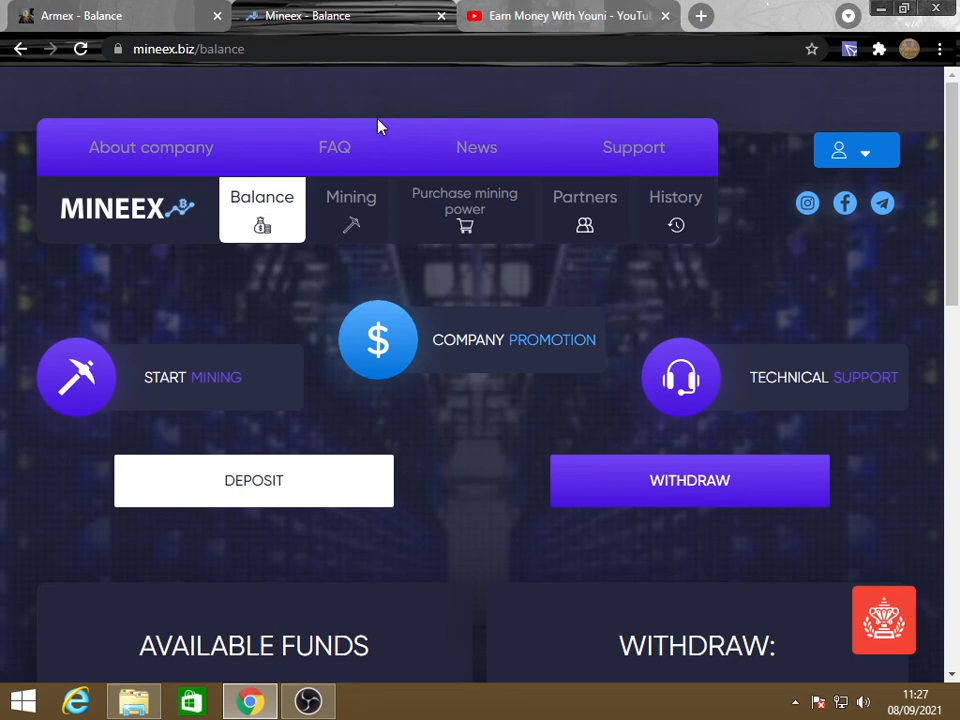 Armex - Balance
Mineex - Balance
Earn Money With Youni - YouTu
mineex.biz/balance
About company
FAQ
News
Support
MINEEX
Balance
Mining
Purchase mining
power
Partners
History
COMPANY PROMOTION
START MINING
TECHNICAL SUPPORT
DEPOSIT
WITHDRAW
AVAILABLE FUNDS
WITHDRAW:
11:27
08/09/2021